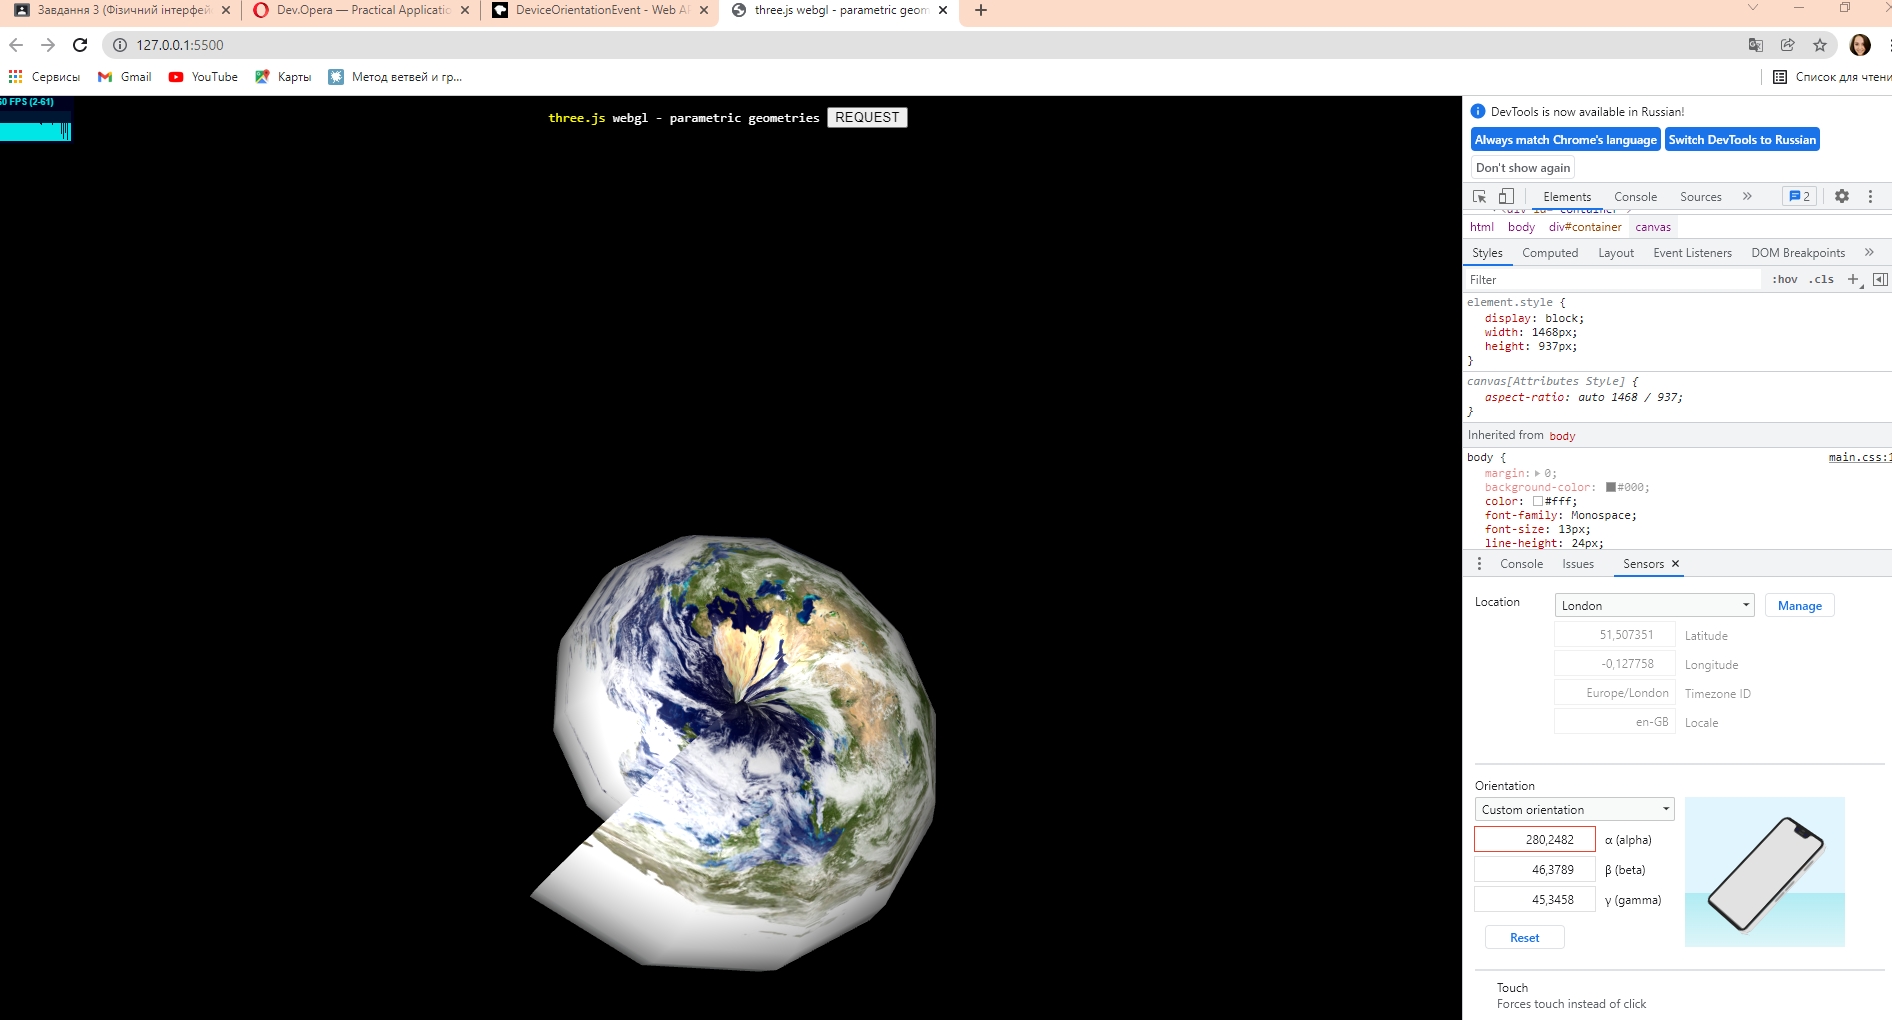 Завдання 3 (Фізичний інтерфей
Dev.Opera — Practical Applicatio
DeviceOrientationEvent - Web AP
three.js webgl - parametric geom
127.0.0.1:5500
Сервисы
Gmail
YouTube
Карты
Метод ветвей и гр...
Список для чтени
60 FPS (2-61)
three.js webgl - parametric geometries REQUEST
DevTools is now available in Russian!
Always match Chrome's language
Switch DevTools to Russian
Don't show again
Elements Console Sources » 2
<div id="container">
html body div#container canvas
Styles Computed Layout Event Listeners DOM Breakpoints »
Filter :hov .cls +
element.style {
display: block;
width: 1468px;
height: 937px;
}
canvas[Attributes Style] {
aspect-ratio: auto 1468 / 937;
}
Inherited from body
body { main.css:1
margin: 0;
background-color: #000;
color: #fff;
font-family: Monospace;
font-size: 13px;
line-height: 24px;
Console Issues Sensors
Location London Manage
51,507351 Latitude
-0,127758 Longitude
Europe/London Timezone ID
en-GB Locale
Orientation
Custom orientation
280,2482 α (alpha)
46,3789 β (beta)
45,3458 γ (gamma)
Reset
Touch
Forces touch instead of click